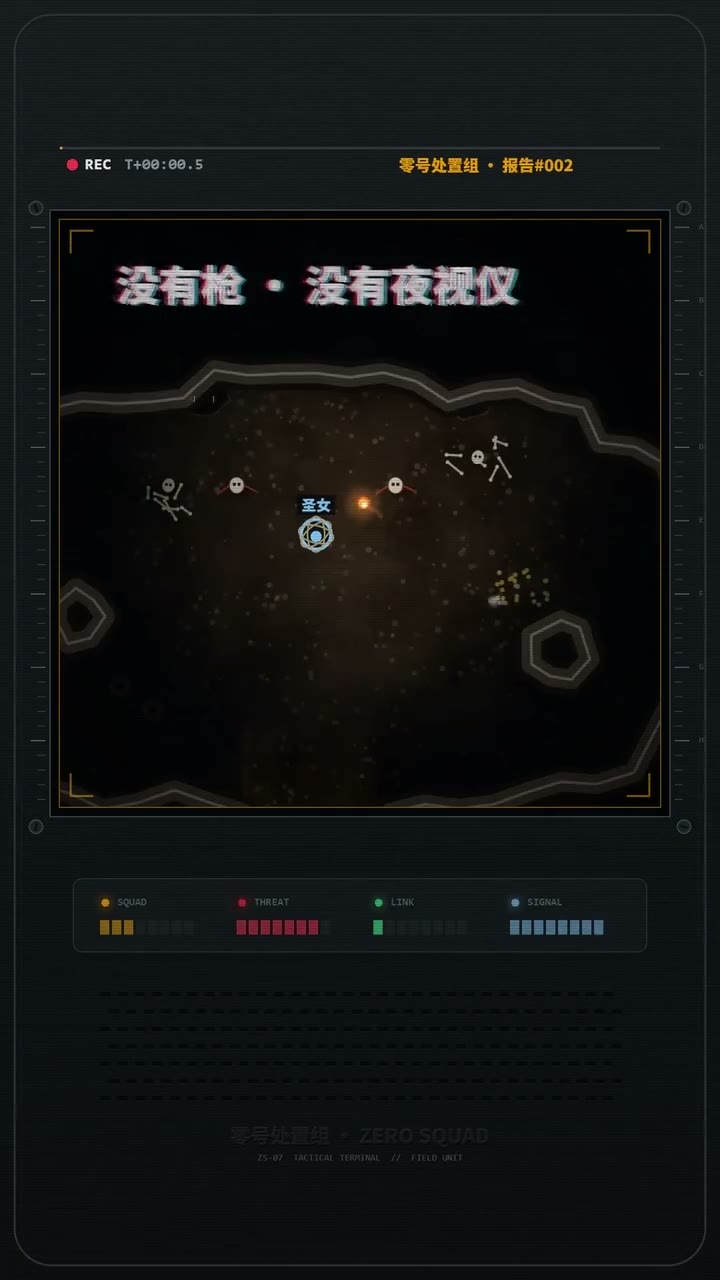 REC T+00:00.5
零号处置组 · 报告#002
没有枪 · 没有夜视仪
圣女
A
B
C
D
E
F
G
H
SQUAD
THREAT
LINK
SIGNAL
零号处置组 · ZERO SQUAD
ZS-07 TACTICAL TERMINAL // FIELD UNIT